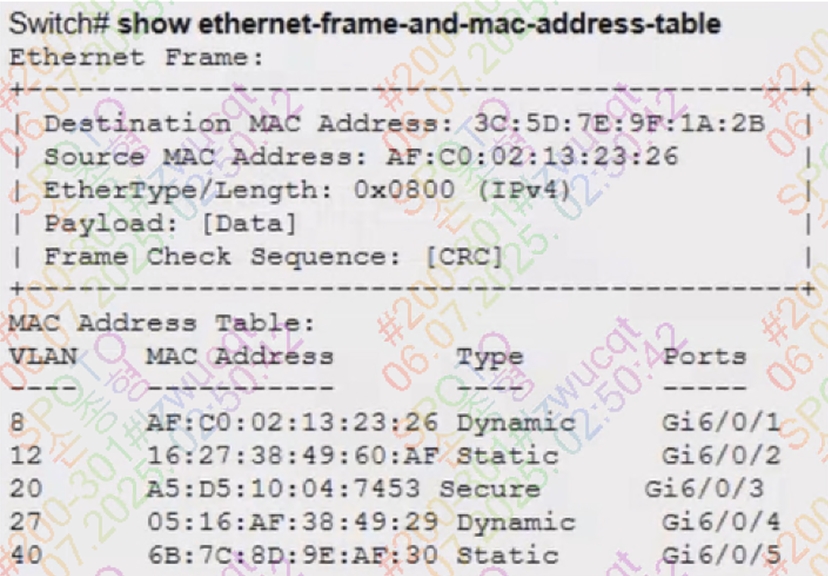 Switch# show ethernet-frame-and-mac-address-table
Ethernet Frame:
+---------------------------------------------+
| Destination MAC Address: 3C:5D:7E:9F:1A:2B |
| Source MAC Address: AF:C0:02:13:23:26 |
| EtherType/Length: 0x0800 (IPv4) |
| Payload: [Data] |
| Frame Check Sequence: [CRC] |
+---------------------------------------------+
MAC Address Table:
VLAN MAC Address Type Ports
---- ----------- ---- -----
8 AF:C0:02:13:23:26 Dynamic Gi6/0/1
12 16:27:38:49:60:AF Static Gi6/0/2
20 A5:D5:10:04:7453 Secure Gi6/0/3
27 05:16:AF:38:49:29 Dynamic Gi6/0/4
40 6B:7C:8D:9E:AF:30 Static Gi6/0/5